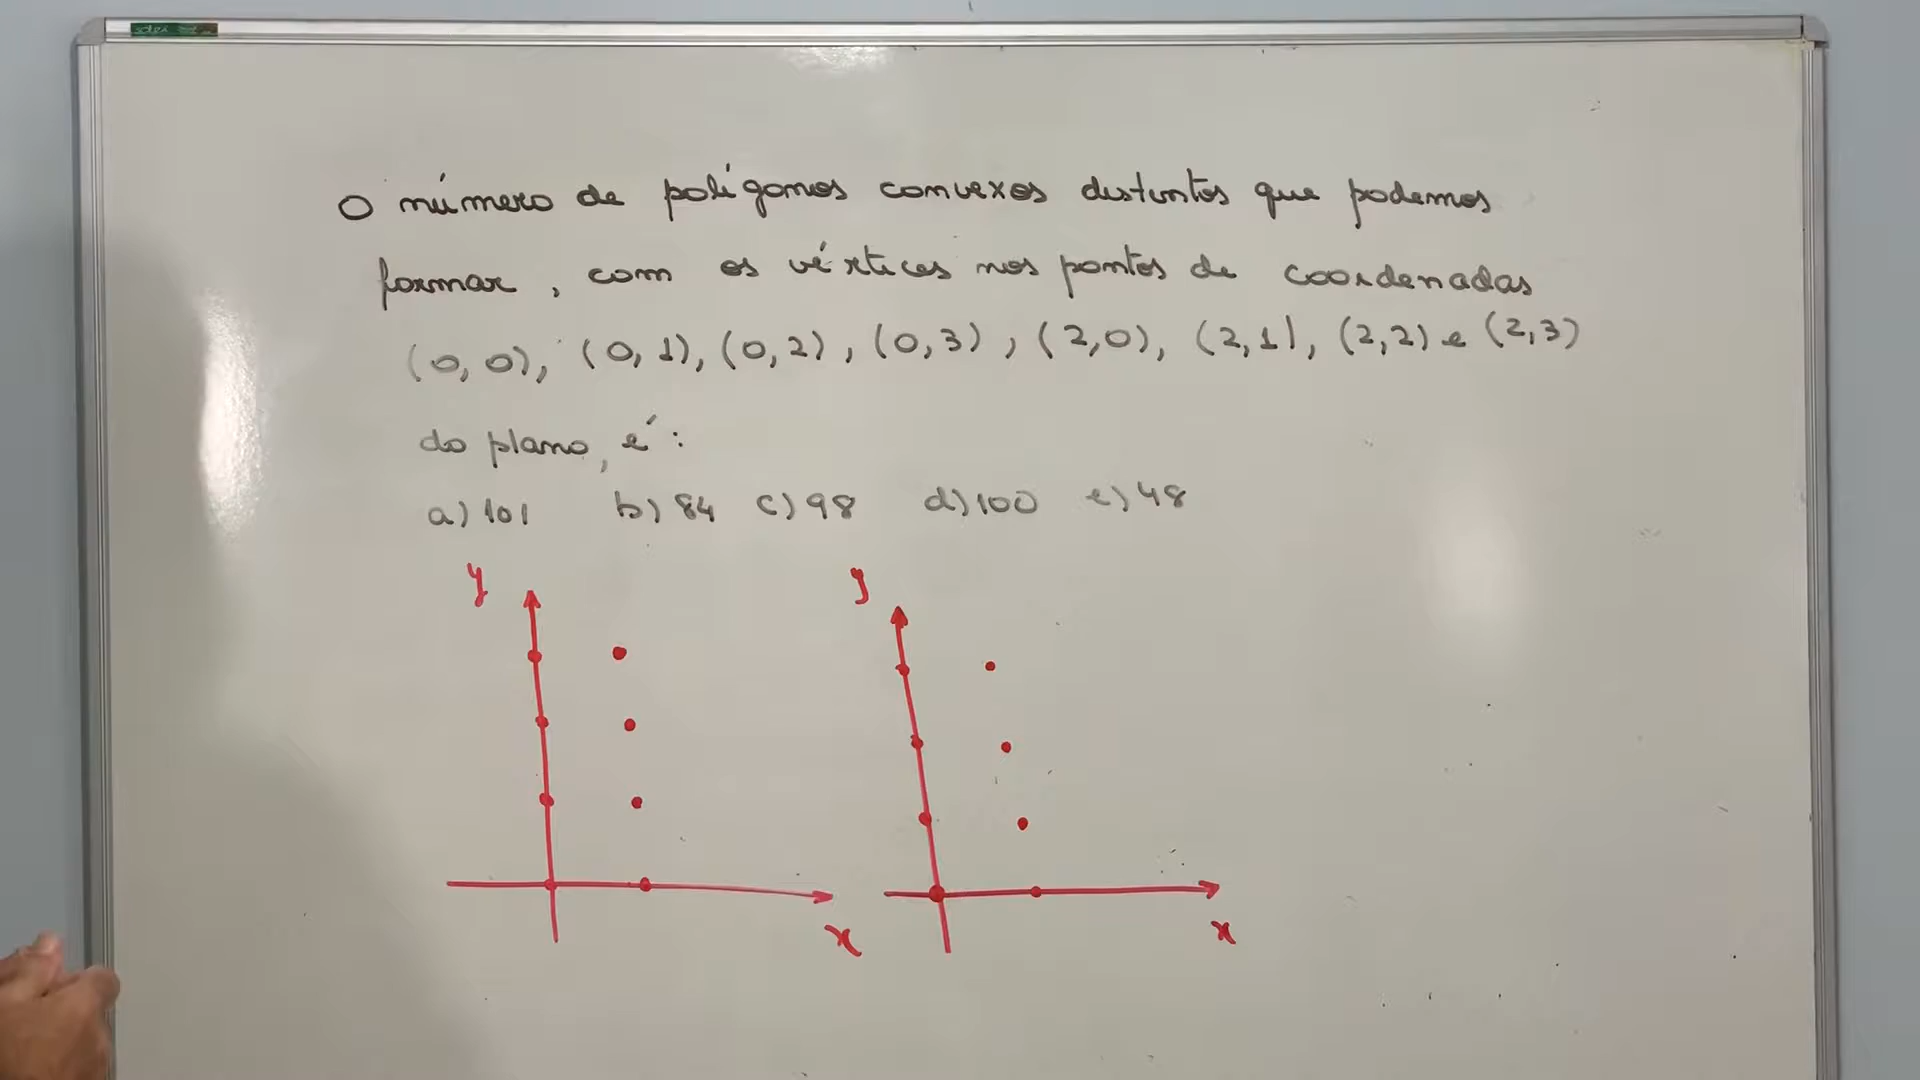 O número de polígonos convexos distintos que podemos
formar, com os vértices nos pontos de coordenadas
(0,0), (0,1), (0,2), (0,3), (2,0), (2,1), (2,2) e (2,3)
do plano, é:
a) 101 b) 84 c) 98 d) 100 e) 48
y y
x x